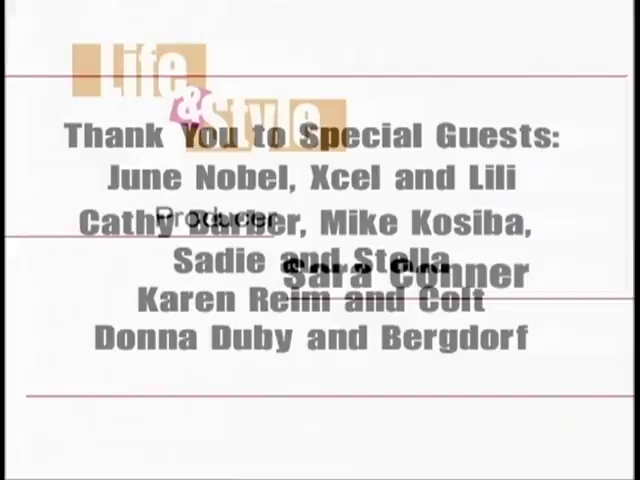 Life
&
Style
Thank You to Special Guests:
June Nobel, Xcel and Lili
Producer
Cathy Barber, Mike Kosiba,
Sadie and Stella
Sara Conner
Karen Reim and Colt
Donna Duby and Bergdorf